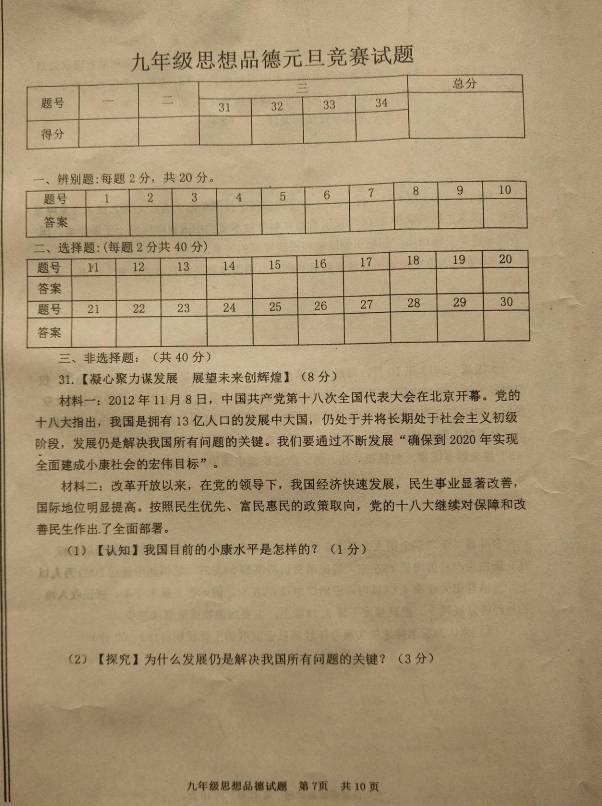 九年级思想品德元旦竞赛试题
题号 一 二 三 总分
31 32 33 34
得分
一、辨别题:每题 2 分，共 20 分。
题号 1 2 3 4 5 6 7 8 9 10
答案
二、选择题:(每题 2 分共 40 分)
题号 11 12 13 14 15 16 17 18 19 20
答案
题号 21 22 23 24 25 26 27 28 29 30
答案
三、非选择题：（共 40 分）
31.【凝心聚力谋发展 展望未来创辉煌】（8 分）
材料一：2012 年 11 月 8 日，中国共产党第十八次全国代表大会在北京开幕。党的
十八大指出，我国是拥有 13 亿人口的发展中大国，仍处于并将长期处于社会主义初级
阶段，发展仍是解决我国所有问题的关键。我们要通过不断发展“确保到 2020 年实现
全面建成小康社会的宏伟目标”。
材料二：改革开放以来，在党的领导下，我国经济快速发展，民生事业显著改善，
国际地位明显提高。按照民生优先、富民惠民的政策取向，党的十八大继续对保障和改
善民生作出了全面部署。
（1）【认知】我国目前的小康水平是怎样的？（1 分）
（2）【探究】为什么发展仍是解决我国所有问题的关键？（3 分）
九年级思想品德试题 第 7页 共 10 页